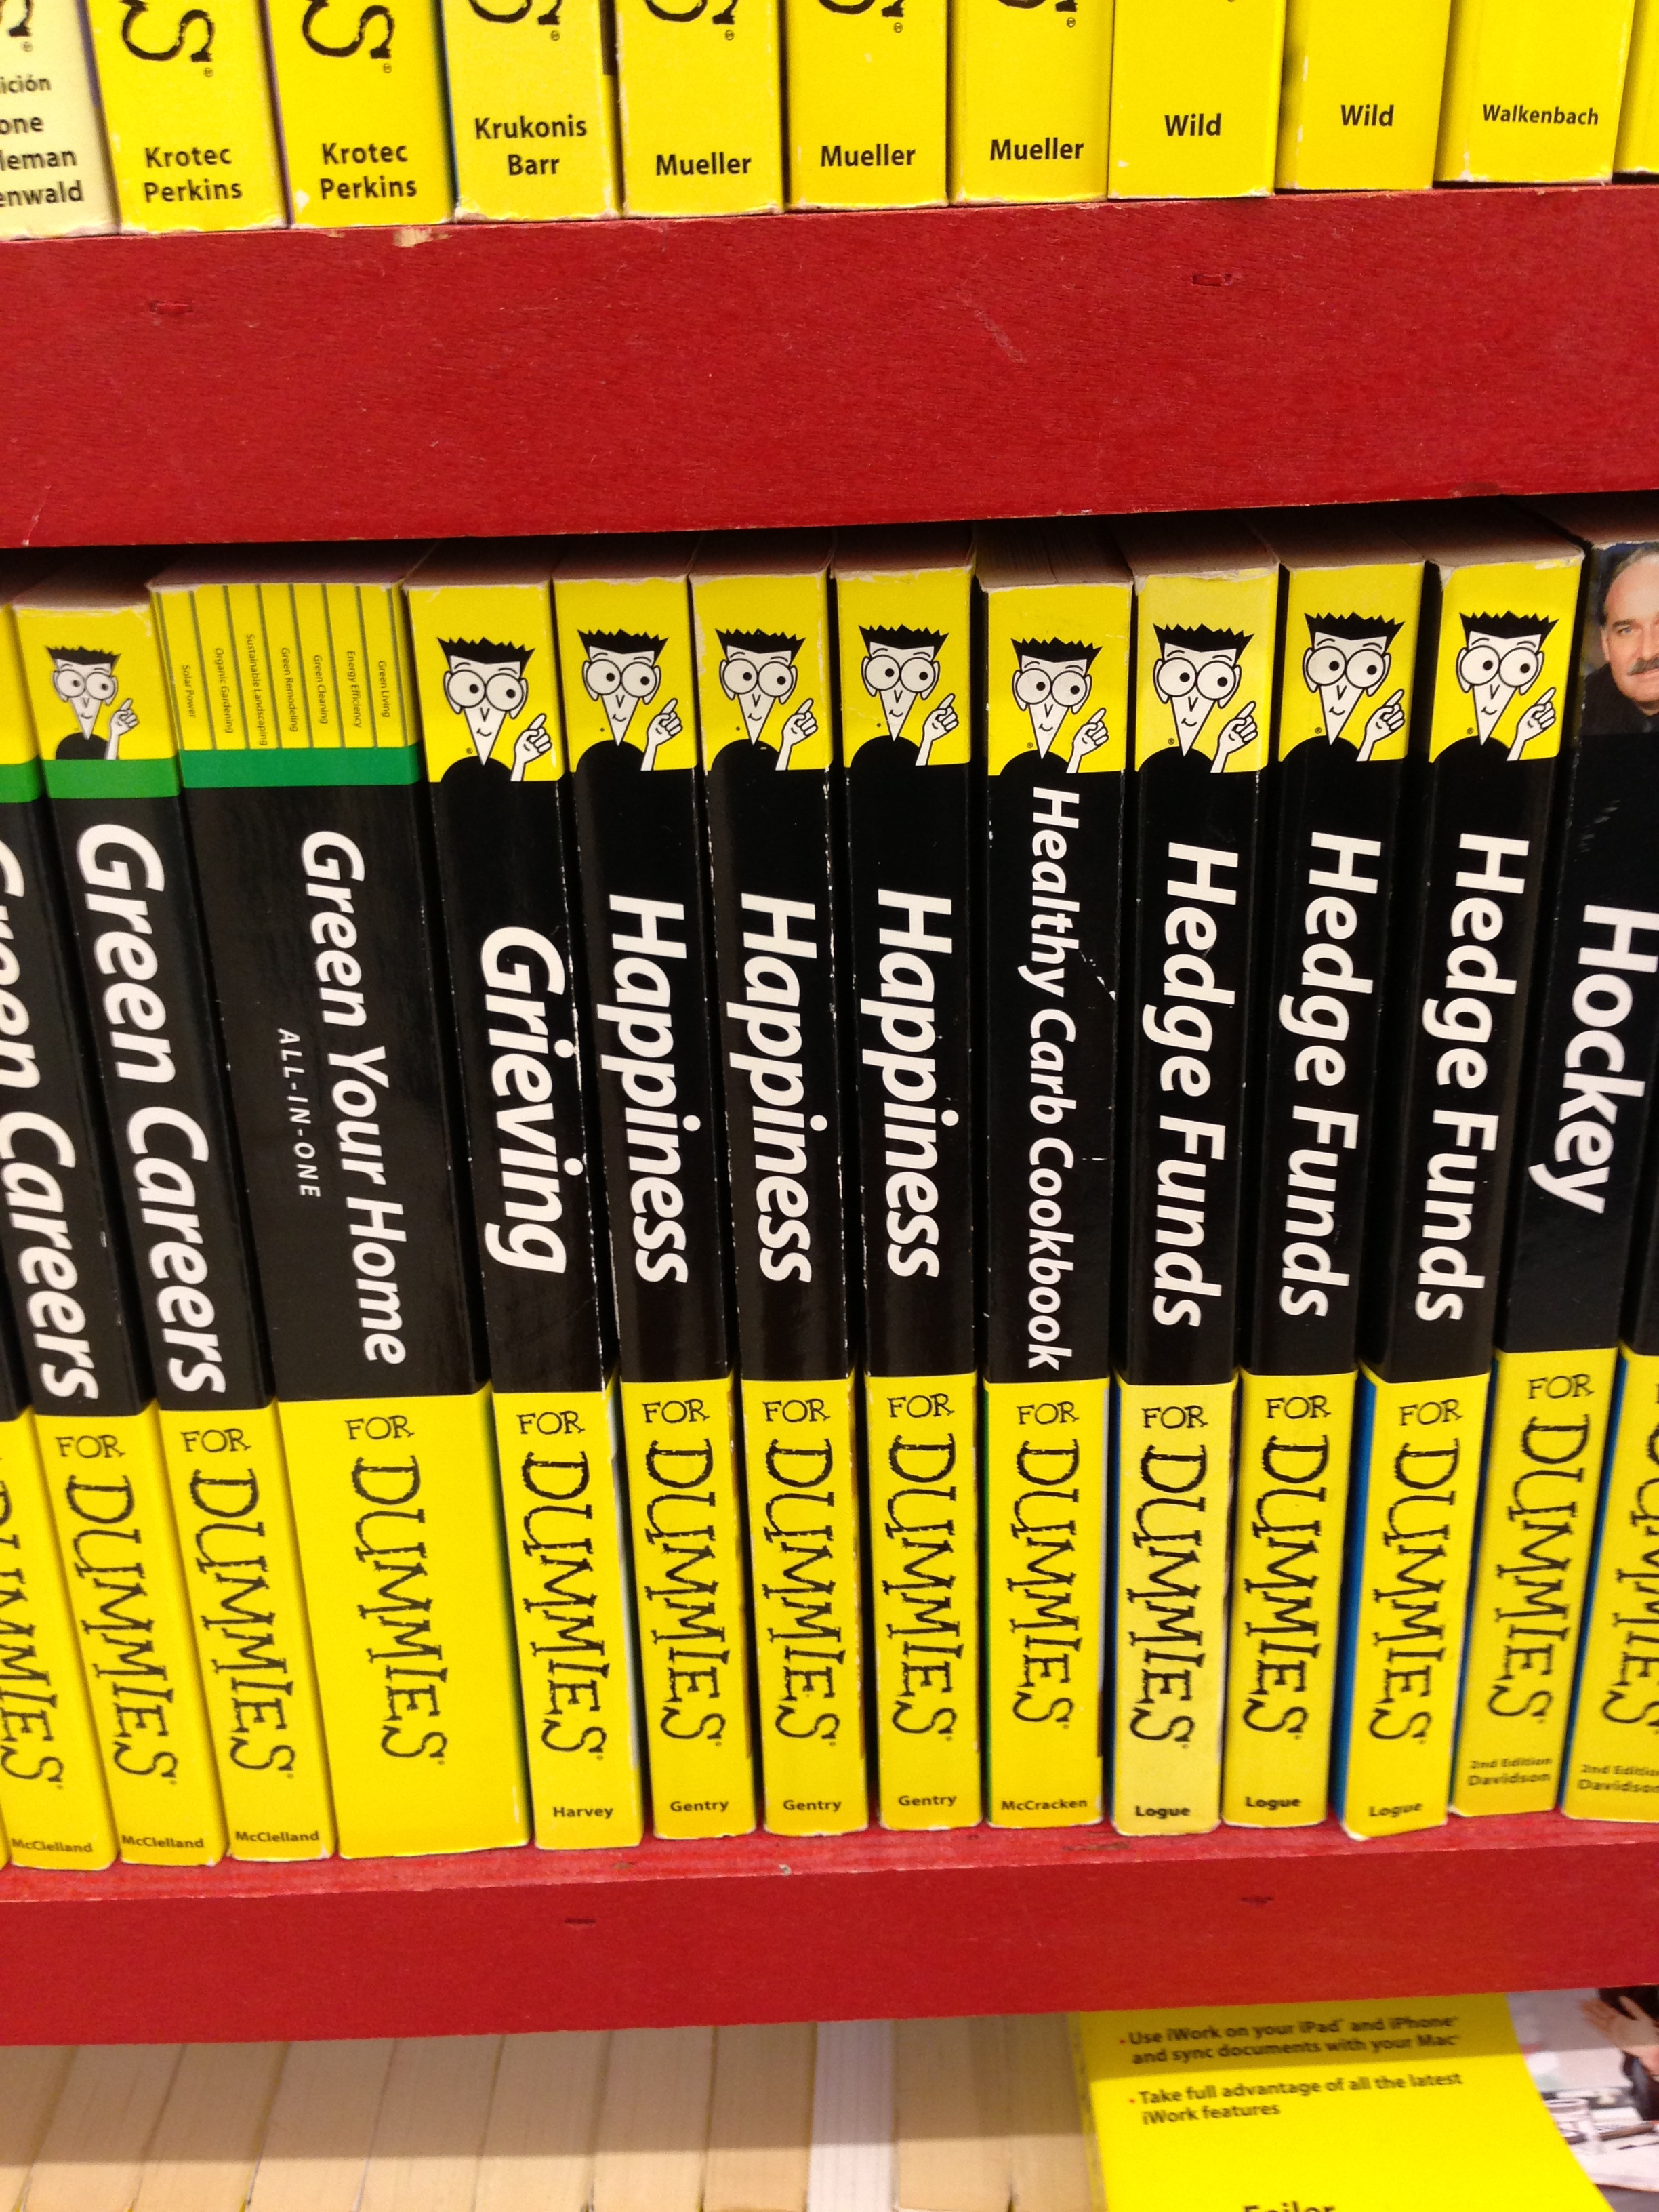 ición
one
leman
enwald
S®
Krotec
Perkins
S®
Krotec
Perkins
S®
Krukonis
Barr
S®
Mueller
S®
Mueller
S®
Mueller
Wild
Wild
Walkenbach
DUMMIES®
McClelland
Green Careers
FOR
DUMMIES®
McClelland
Green Careers
FOR
DUMMIES®
McClelland
Green Living
Energy Efficiency
Green Cleaning
Green Remodeling
Sustainable Landscaping
Organic Gardening
Solar Power
Green Your Home
ALL-IN-ONE
FOR
DUMMIES®
Grieving
FOR
DUMMIES®
Harvey
Happiness
FOR
DUMMIES®
Gentry
Happiness
FOR
DUMMIES®
Gentry
Happiness
FOR
DUMMIES®
Gentry
Healthy Carb Cookbook
FOR
DUMMIES®
McCracken
Hedge Funds
FOR
DUMMIES®
Logue
Hedge Funds
FOR
DUMMIES®
Logue
Hedge Funds
FOR
DUMMIES®
Logue
Hockey
FOR
DUMMIES®
2nd Edition
Davidson
DUMMIES
2nd Edition
Davidson
• Use iWork on your iPad® and iPhone®
and sync documents with your Mac®
• Take full advantage of all the latest
iWork features